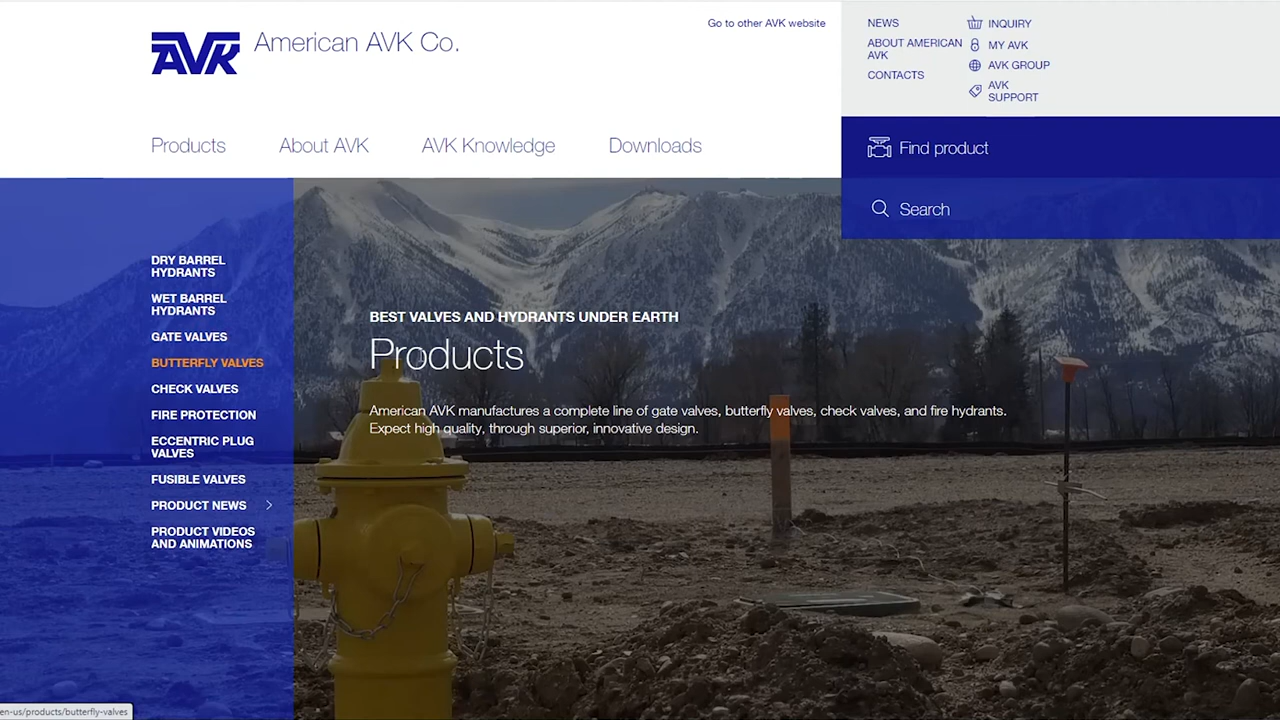 AVK
American AVK Co.
Go to other AVK website
NEWS
ABOUT AMERICAN
AVK
CONTACTS
INQUIRY
MY AVK
AVK GROUP
AVK
SUPPORT
Products
About AVK
AVK Knowledge
Downloads
Find product
Search
DRY BARREL
HYDRANTS
WET BARREL
HYDRANTS
GATE VALVES
BUTTERFLY VALVES
CHECK VALVES
FIRE PROTECTION
ECCENTRIC PLUG
VALVES
FUSIBLE VALVES
PRODUCT NEWS
PRODUCT VIDEOS
AND ANIMATIONS
BEST VALVES AND HYDRANTS UNDER EARTH
Products
American AVK manufactures a complete line of gate valves, butterfly valves, check valves, and fire hydrants.
Expect high quality, through superior, innovative design.
en-us/products/butterfly-valves